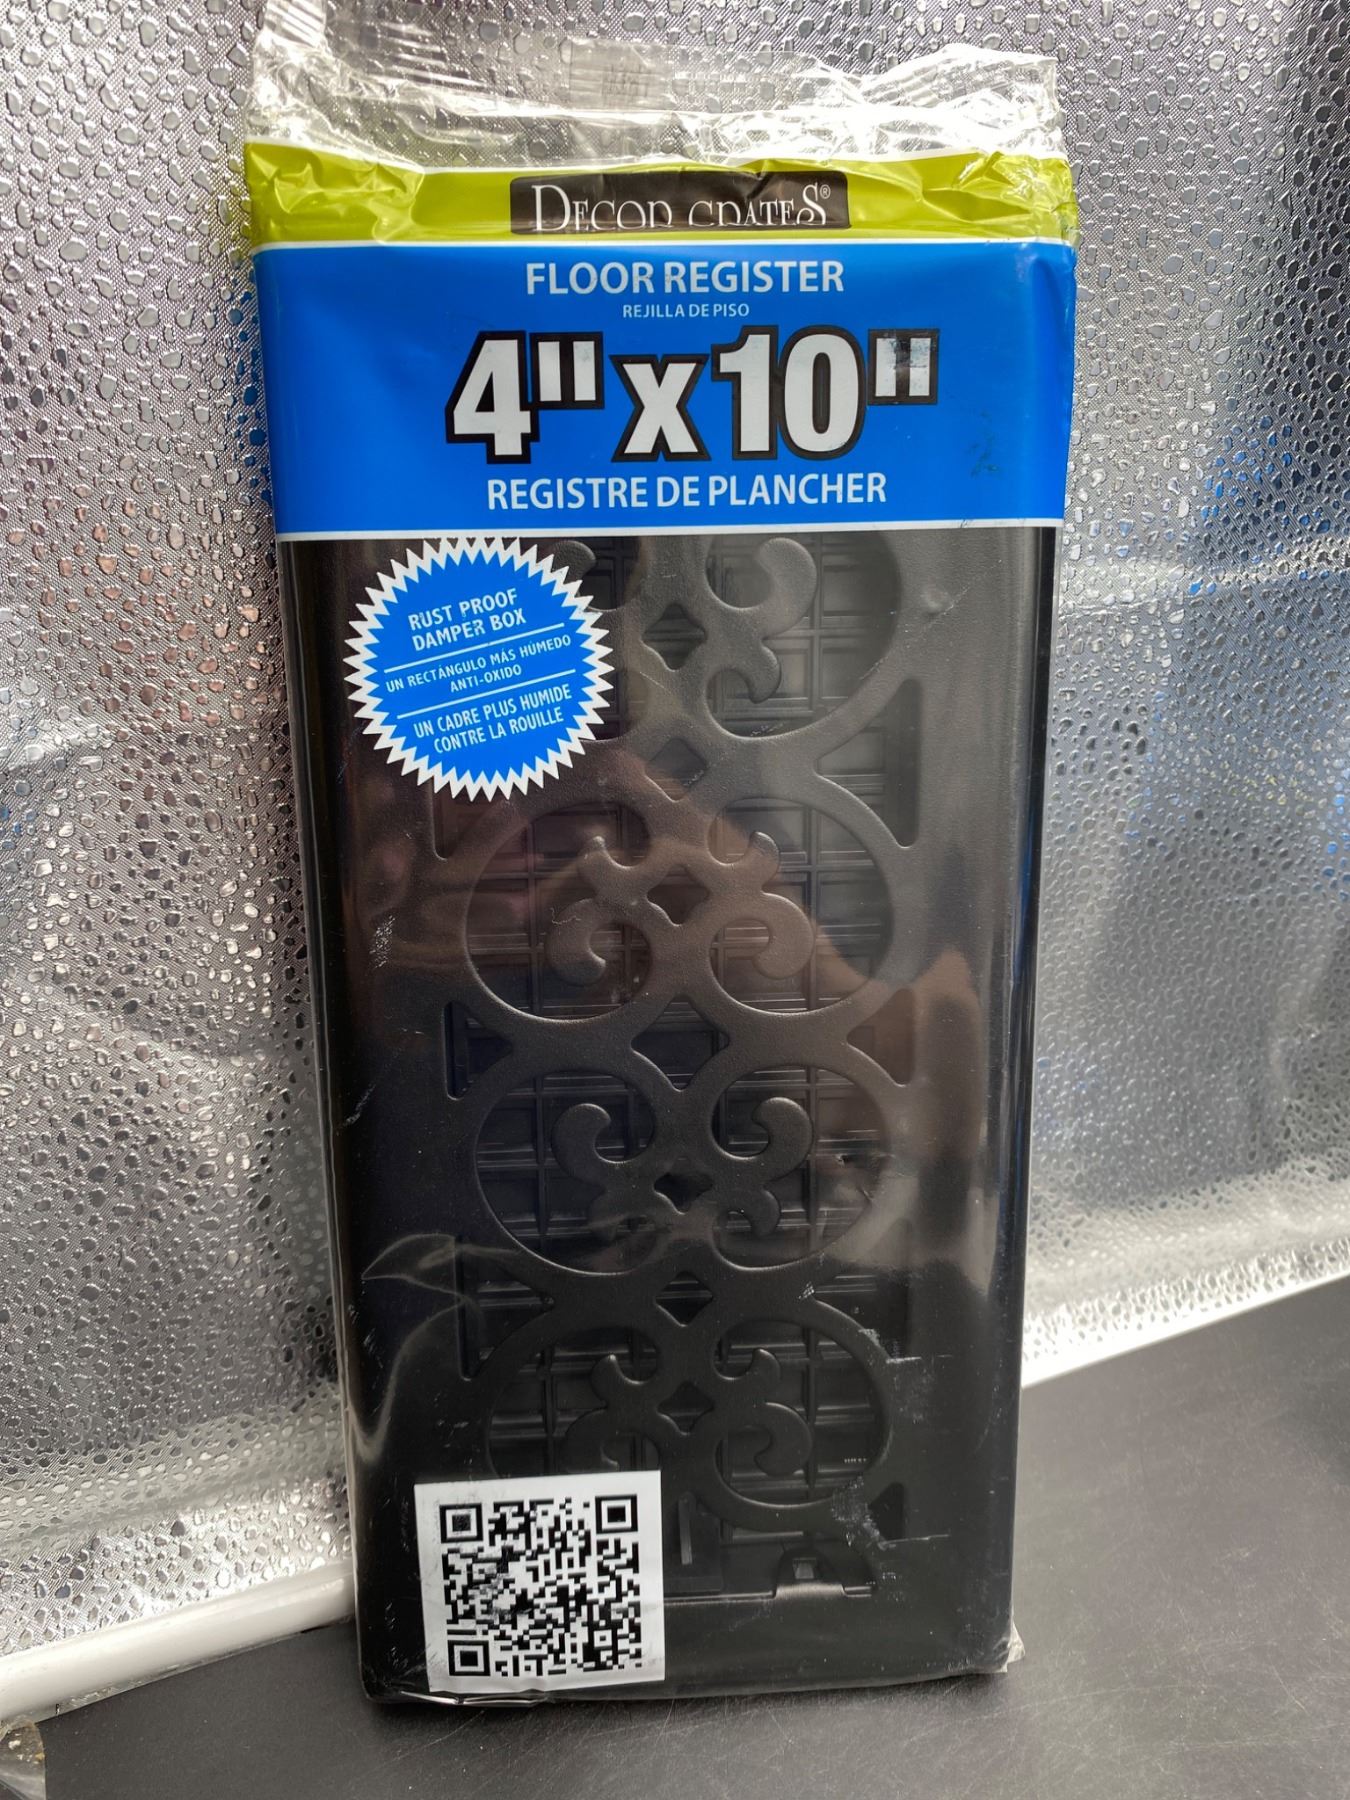 DECOR GRATES®
FLOOR REGISTER
REJILLA DE PISO
4" x 10"
REGISTRE DE PLANCHER
RUST PROOF
DAMPER BOX
UN RECTÁNGULO MÁS HÚMEDO
ANTI-OXIDO
UN CADRE PLUS HUMIDE
CONTRE LA ROUILLE